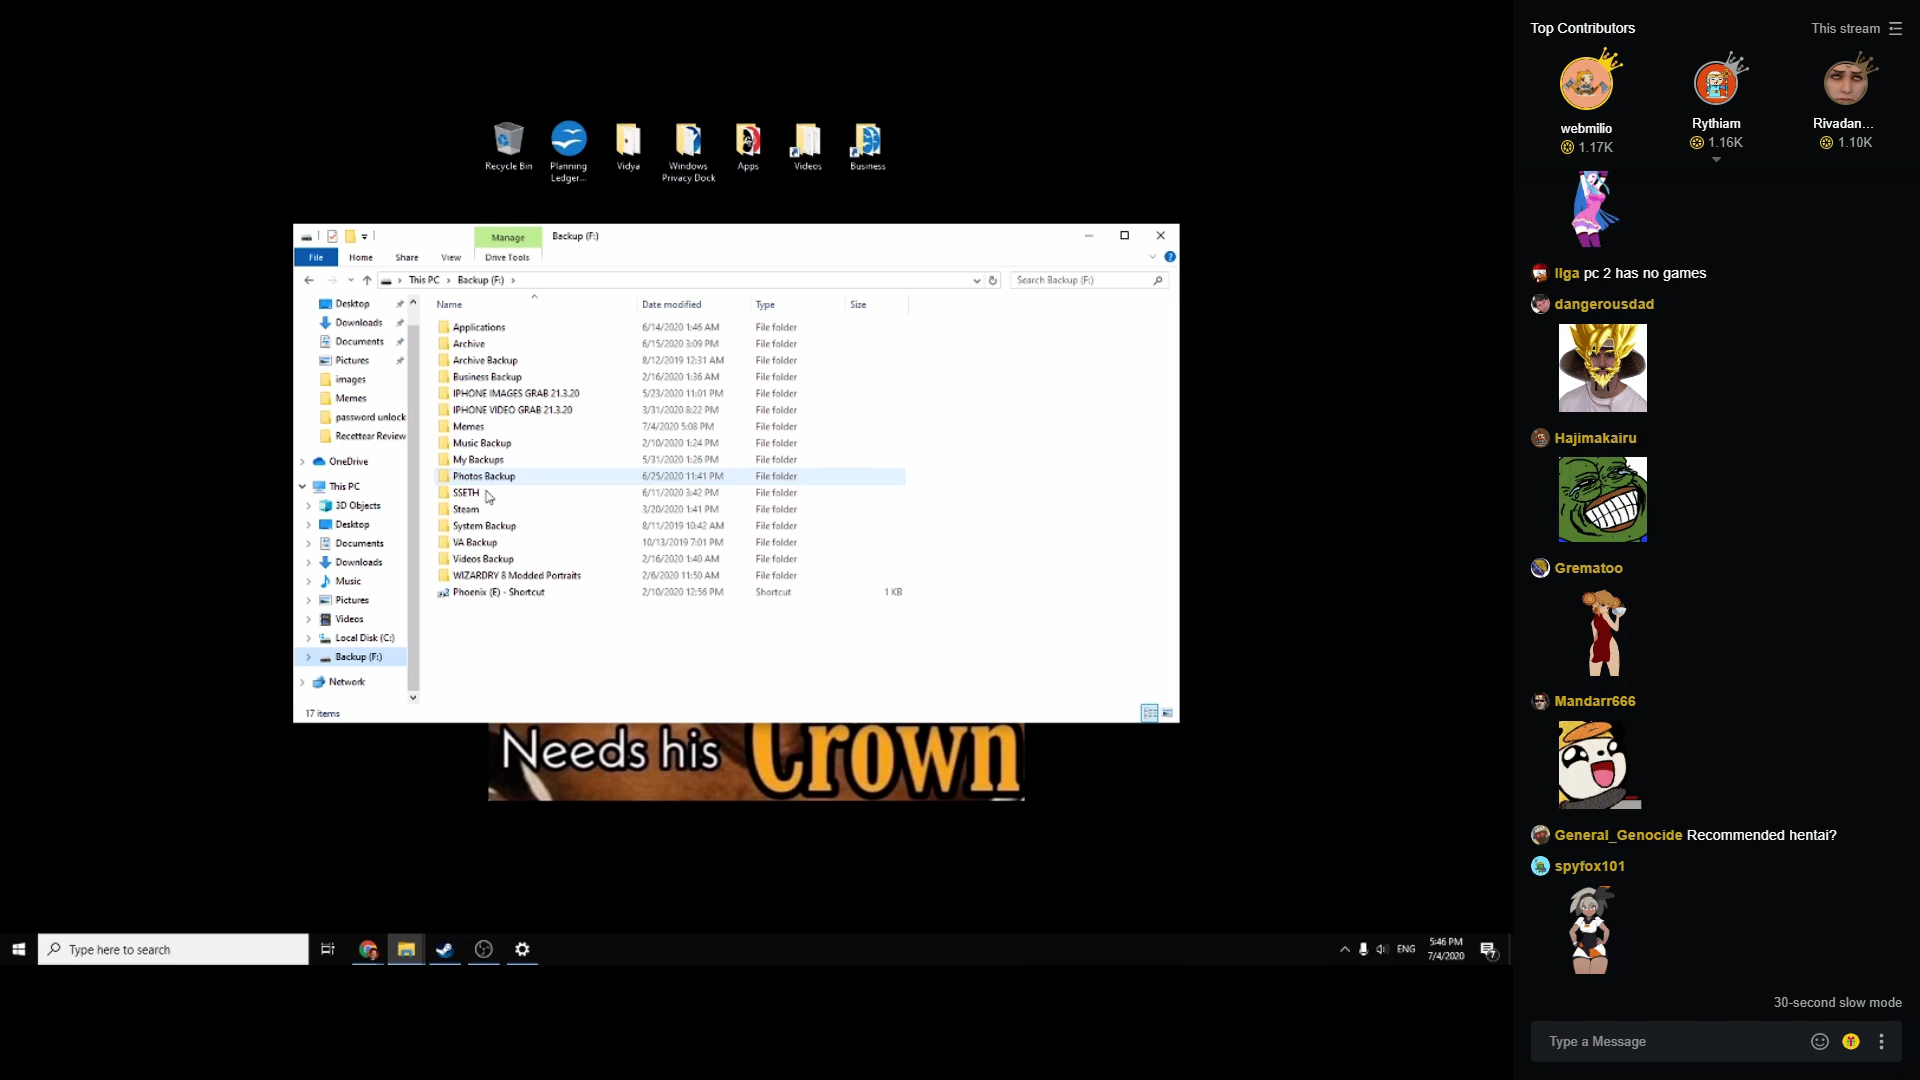 Recycle Bin
Planning
Ledger...
Vidya
Windows
Privacy Dock
Apps
Videos
Business
Manage
Backup (F:)
File
Home
Share
View
Drive Tools
This PC
Backup (F:)
Search Backup (F:)
Desktop
Downloads
Documents
Pictures
images
Memes
password unlock
Recettear Review
OneDrive
This PC
3D Objects
Desktop
Documents
Downloads
Music
Pictures
Videos
Local Disk (C:)
Backup (F:)
Network
Name Date modified Type Size
Applications 6/14/2020 1:46 AM File folder
Archive 6/15/2020 3:09 PM File folder
Archive Backup 8/12/2019 12:31 AM File folder
Business Backup 2/16/2020 1:36 AM File folder
IPHONE IMAGES GRAB 21.3.20 5/23/2020 11:01 PM File folder
IPHONE VIDEO GRAB 21.3.20 3/31/2020 8:22 PM File folder
Memes 7/4/2020 5:08 PM File folder
Music Backup 2/10/2020 1:24 PM File folder
My Backups 5/31/2020 1:26 PM File folder
Photos Backup 6/25/2020 11:41 PM File folder
SSETH 6/11/2020 3:42 PM File folder
Steam 3/20/2020 1:41 PM File folder
System Backup 8/11/2019 10:42 AM File folder
VA Backup 10/13/2019 7:01 PM File folder
Videos Backup 2/16/2020 1:40 AM File folder
WIZARDRY 8 Modded Portraits 2/6/2020 11:50 AM File folder
Phoenix (E) - Shortcut 2/10/2020 12:56 PM Shortcut 1 KB
17 items
Needs his Crown
Type here to search
ENG
5:46 PM
7/4/2020
7
Top Contributors
This stream
webmilio
1.17K
Rythiam
1.16K
Rivadan...
1.10K
Ilga pc 2 has no games
dangerousdad
Hajimakairu
Grematoo
Mandarr666
General_Genocide Recommended hentai?
spyfox101
30-second slow mode
Type a Message